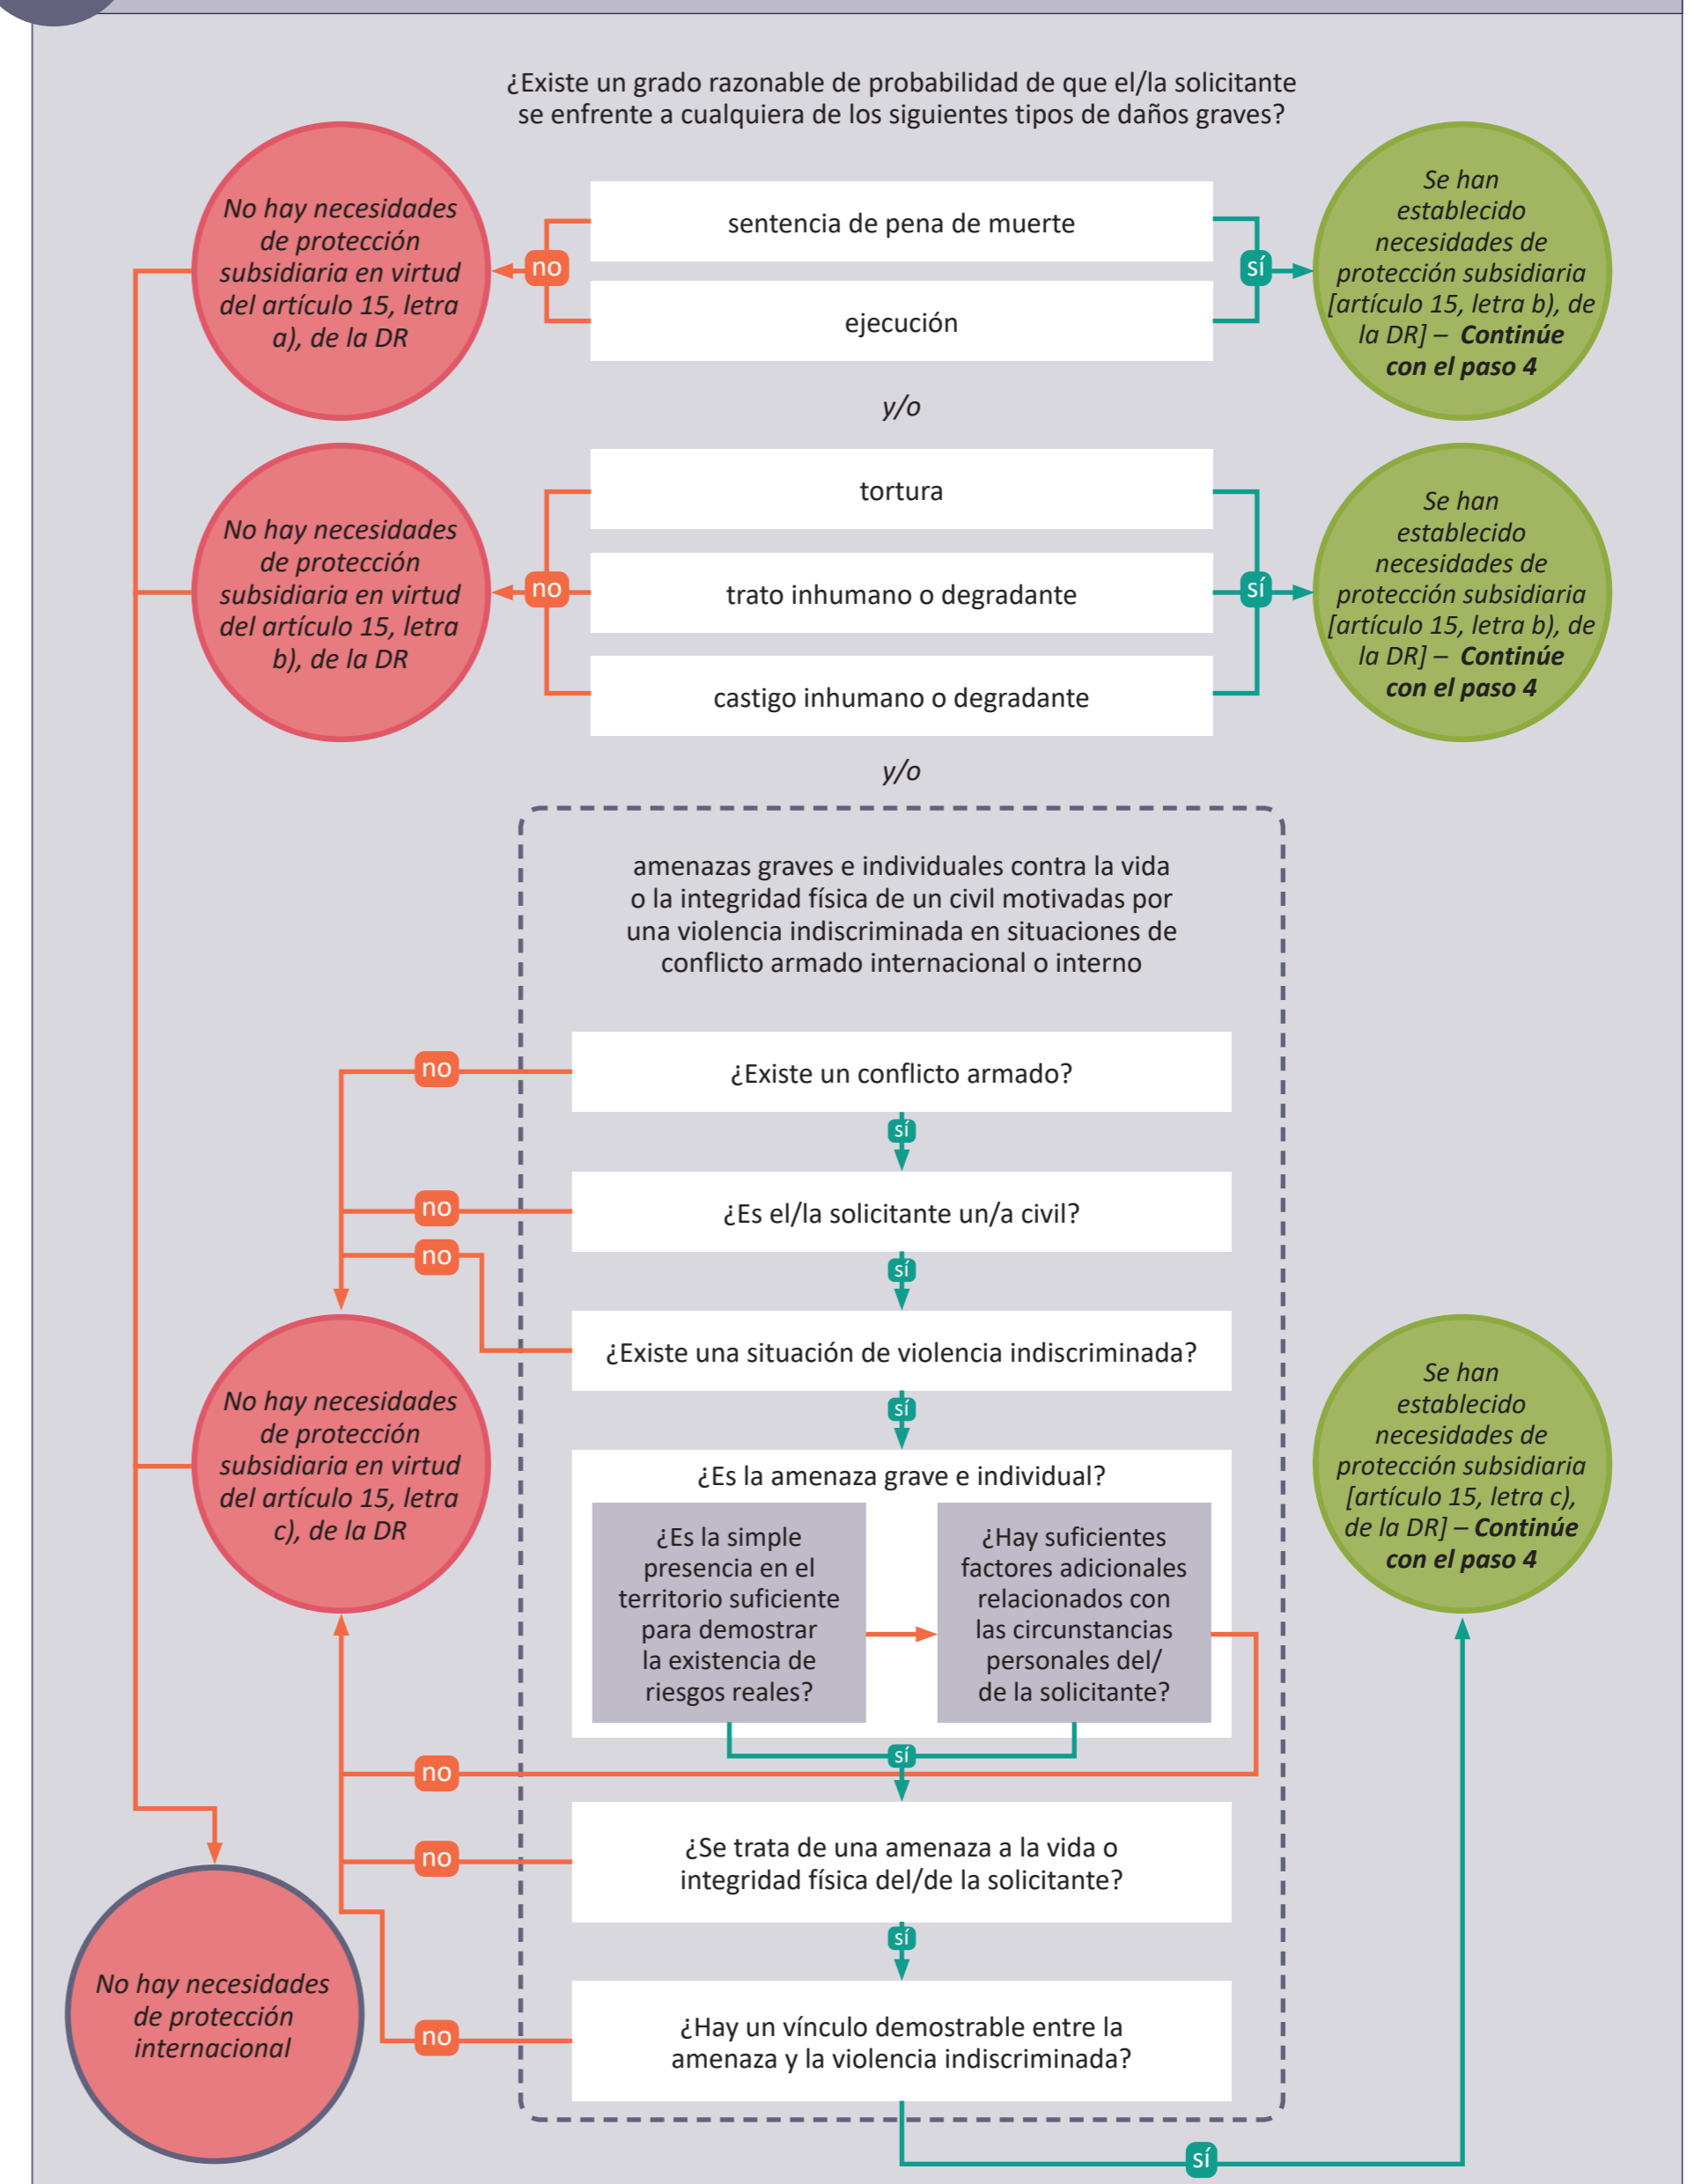 ¿Existe un grado razonable de probabilidad de que el/la solicitante
se enfrente a cualquiera de los siguientes tipos de daños graves?
No hay necesidades
de protección
subsidiaria en virtud
del artículo 15, letra
a), de la DR
no
sentencia de pena de muerte
ejecución
sí
Se han
establecido
necesidades de
protección subsidiaria
[artículo 15, letra b), de
la DR] – Continúe
con el paso 4
y/o
No hay necesidades
de protección
subsidiaria en virtud
del artículo 15, letra
b), de la DR
no
tortura
trato inhumano o degradante
castigo inhumano o degradante
sí
Se han
establecido
necesidades de
protección subsidiaria
[artículo 15, letra b), de
la DR] – Continúe
con el paso 4
y/o
amenazas graves e individuales contra la vida
o la integridad física de un civil motivadas por
una violencia indiscriminada en situaciones de
conflicto armado internacional o interno
no
¿Existe un conflicto armado?
sí
no
¿Es el/la solicitante un/a civil?
no
sí
¿Existe una situación de violencia indiscriminada?
sí
No hay necesidades
de protección
subsidiaria en virtud
del artículo 15, letra
c), de la DR
¿Es la amenaza grave e individual?
¿Es la simple
presencia en el
territorio suficiente
para demostrar
la existencia de
riesgos reales?
¿Hay suficientes
factores adicionales
relacionados con
las circunstancias
personales del/
de la solicitante?
Se han
establecido
necesidades de
protección subsidiaria
[artículo 15, letra c),
de la DR] – Continúe
con el paso 4
sí
no
no
¿Se trata de una amenaza a la vida o
integridad física del/de la solicitante?
sí
No hay necesidades
de protección
internacional
no
¿Hay un vínculo demostrable entre la
amenaza y la violencia indiscriminada?
sí